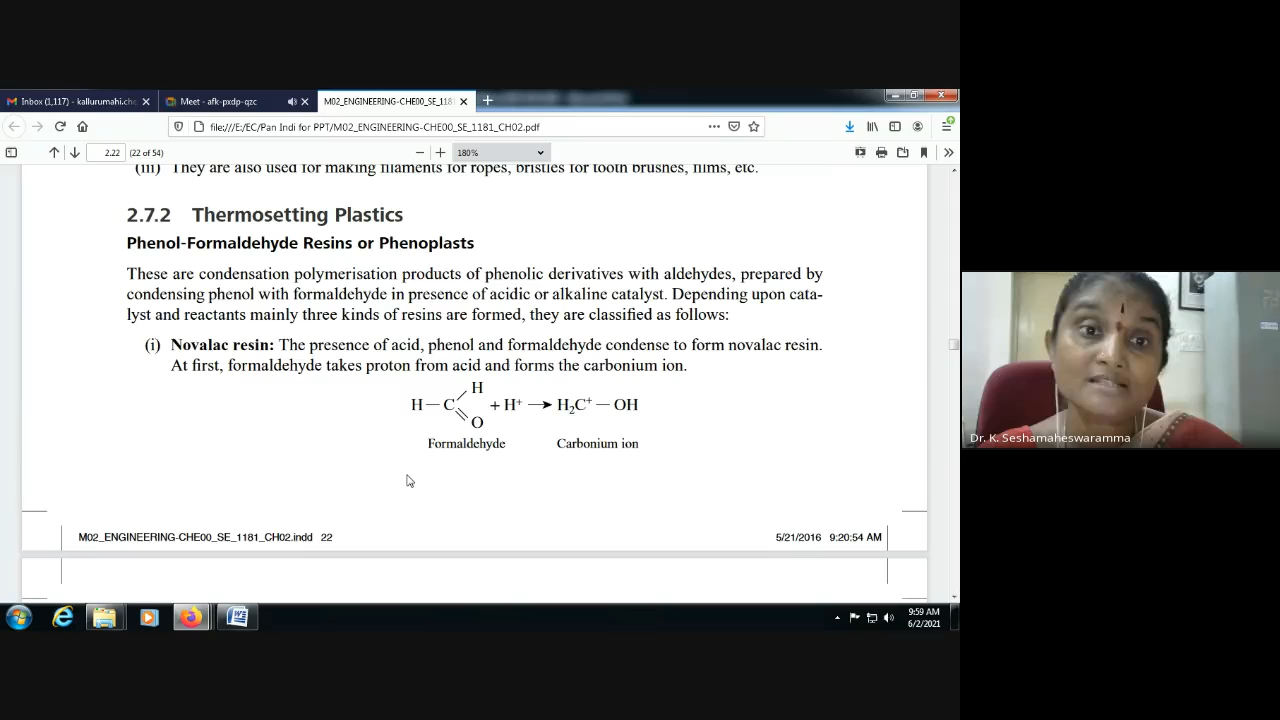 Inbox (1,117) - kallurumahi.che
Meet - afk-pxdp-qzc
M02_ENGINEERING-CHE00_SE_1181
file:///E/EC/Pan Indi for PPT/M02_ENGINEERING-CHE00_SE_1181_CH02.pdf
2.22 (22 of 54)
180%
(iii) They are also used for making filaments for ropes, bristles for tooth brushes, films, etc.
2.7.2 Thermosetting Plastics
Phenol-Formaldehyde Resins or Phenoplasts
These are condensation polymerisation products of phenolic derivatives with aldehydes, prepared by
condensing phenol with formaldehyde in presence of acidic or alkaline catalyst. Depending upon cata-
lyst and reactants mainly three kinds of resins are formed, they are classified as follows:
(i) Novalac resin: The presence of acid, phenol and formaldehyde condense to form novalac resin.
At first, formaldehyde takes proton from acid and forms the carbonium ion.
H
H — C + H⁺ → H₂C⁺ — OH
O
Formaldehyde Carbonium ion
M02_ENGINEERING-CHE00_SE_1181_CH02.indd 22
5/21/2016 9:20:54 AM
9:59 AM
6/2/2021
Dr. K. Seshamaheswaramma